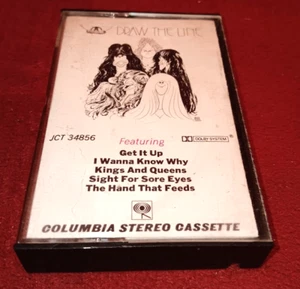 DRAW THE LINE
JCT 34856
Featuring
DOLBY SYSTEM ®
Get It Up
I Wanna Know Why
Kings And Queens
Sight For Sore Eyes
The Hand That Feeds
COLUMBIA STEREO CASSETTE